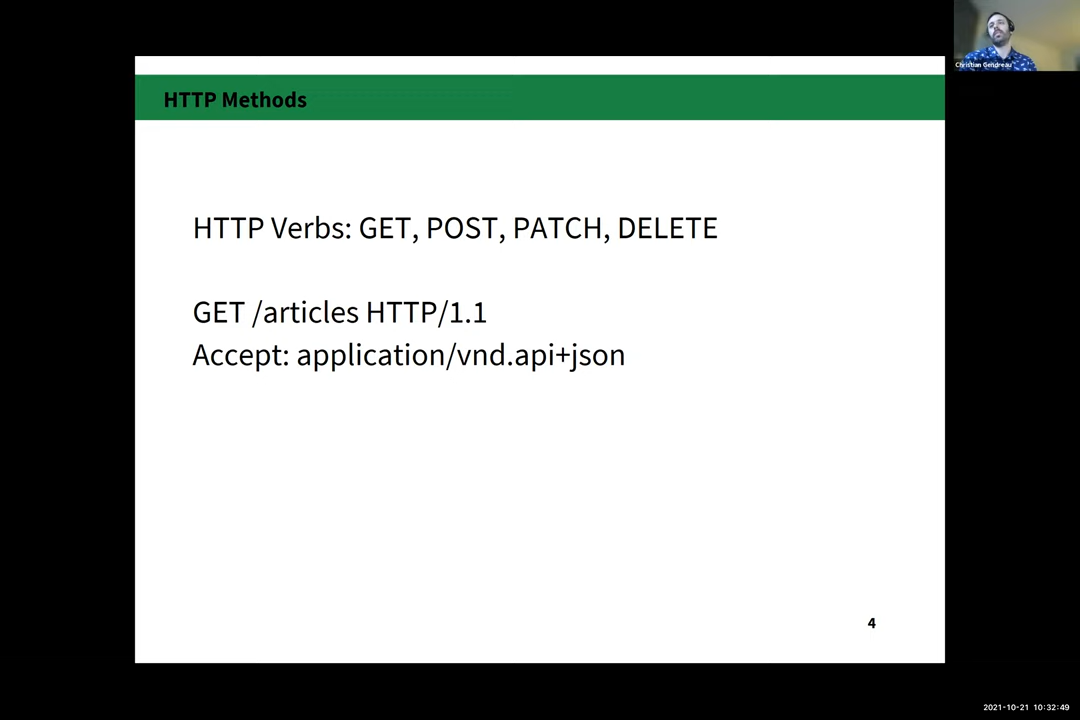 Christian Gendreau
HTTP Methods
HTTP Verbs: GET, POST, PATCH, DELETE
GET /articles HTTP/1.1
Accept: application/vnd.api+json
4
2021-10-21 10:32:49